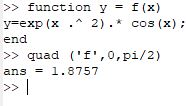 >> function y = f(x)
y=exp(x .^ 2).* cos(x);
end
>> quad ('f',0,pi/2)
ans = 1.8757
>>